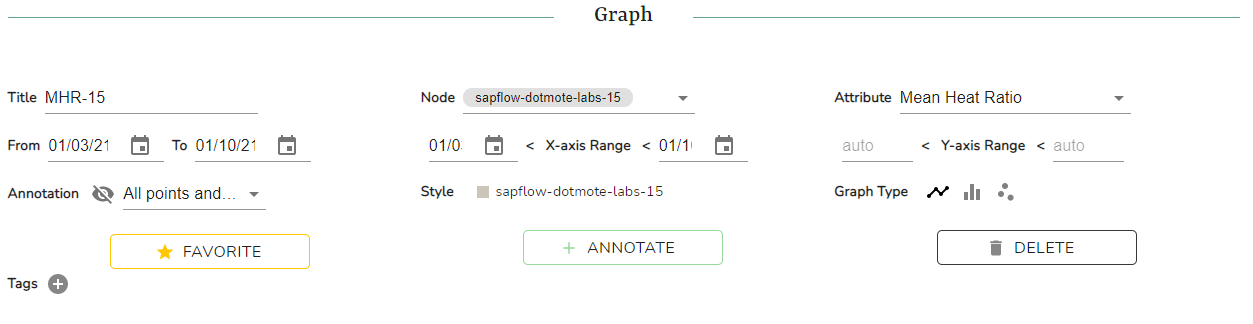 Graph
Title MHR-15 Node sapflow-dotmote-labs-15 Attribute Mean Heat Ratio
From 01/03/21 To 01/10/21 01/0 < X-axis Range < 01/1 auto < Y-axis Range < auto
Annotation All points and... Style sapflow-dotmote-labs-15 Graph Type
FAVORITE ANNOTATE DELETE
Tags